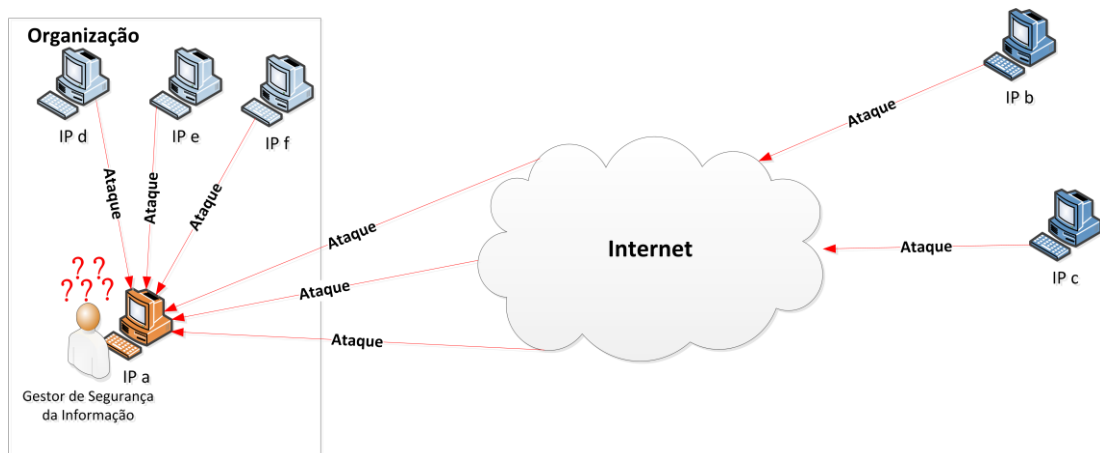 Organização
IP d
IP e
IP f
IP b
Ataque
Ataque
Ataque
Ataque
Ataque
Internet
Ataque
IP c
Ataque
Ataque
? ?
? ? ?
IP a
Gestor de Segurança
da Informação